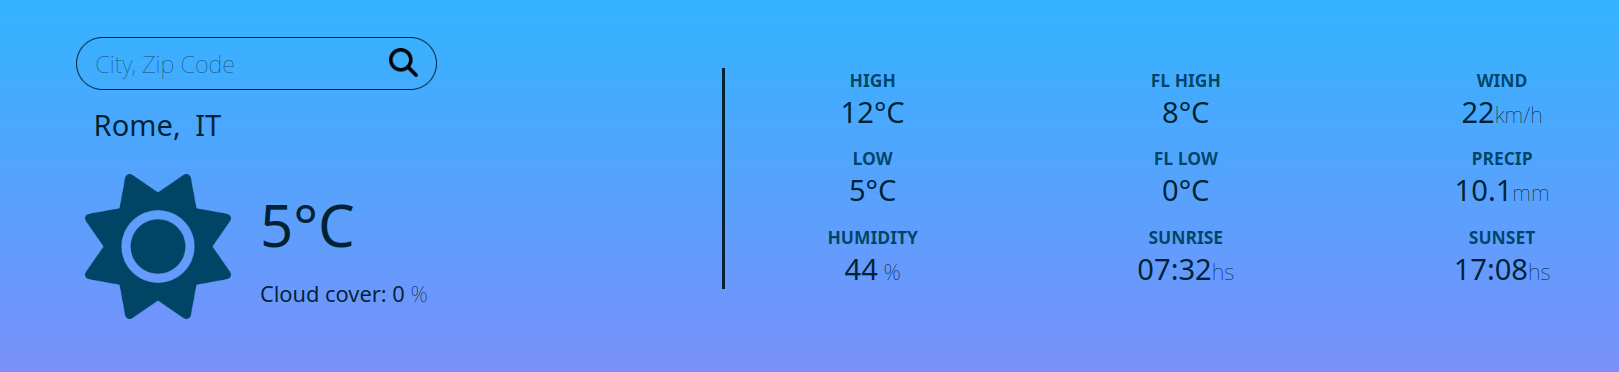 City, Zip Code
Rome, IT
5°C
Cloud cover: 0 %
HIGH
12°C
FL HIGH
8°C
WIND
22km/h
LOW
5°C
FL LOW
0°C
PRECIP
10.1mm
HUMIDITY
44 %
SUNRISE
07:32hs
SUNSET
17:08hs